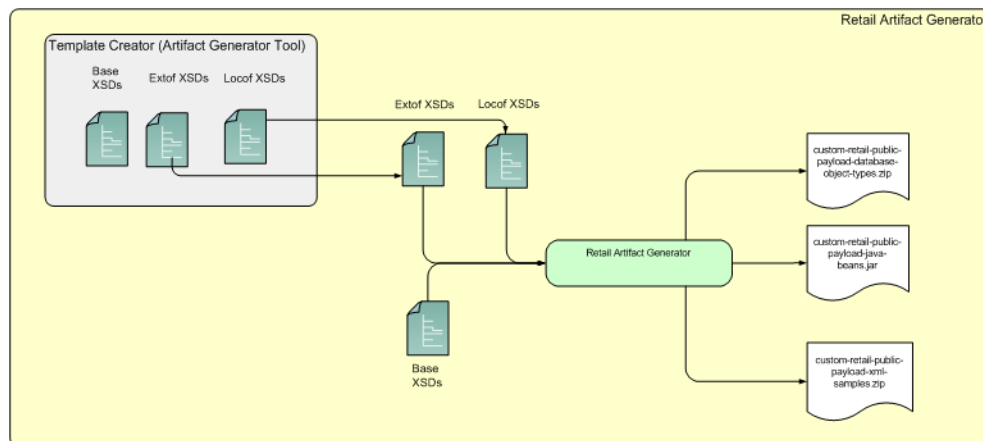 Retail Artifact Generato
Template Creator (Artifact Generator Tool)
Base
XSDs
Extof XSDs
Locof XSDs
Extof XSDs
Locof XSDs
custom-retail-public-
payload-database-
object-types.zip
Retail Artifact Generator
custom-retail-public-
payload-java-
beans.jar
Base
XSDs
custom-retail-public-
payload-xml-
samples.zip